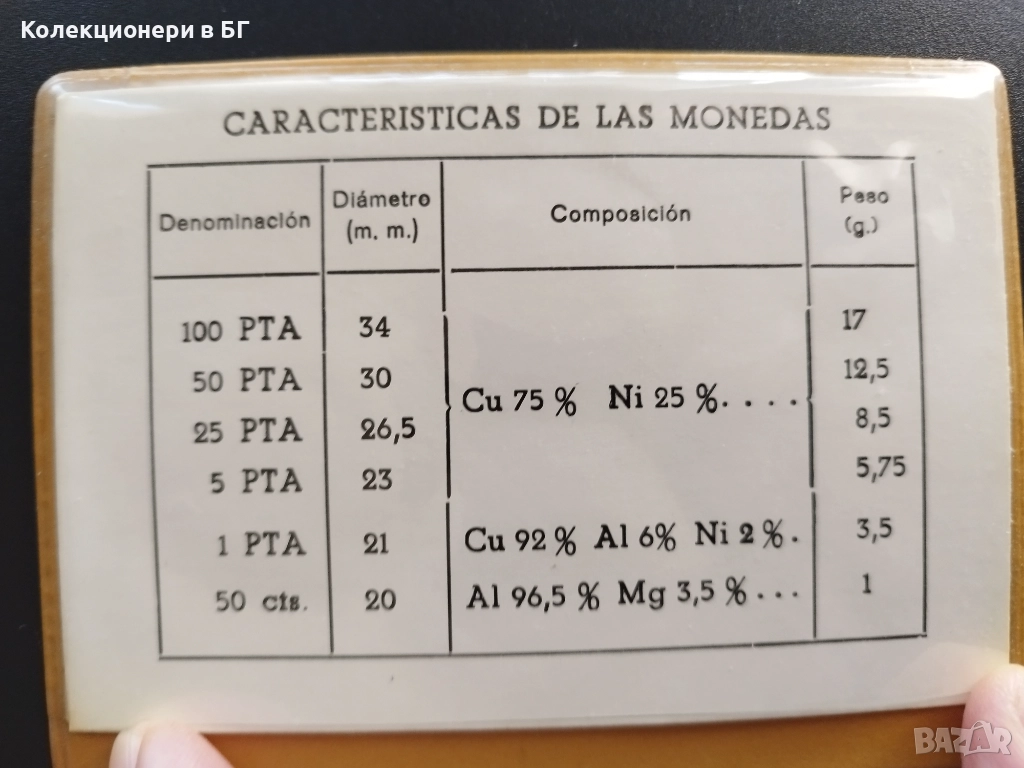 Колекционери в БГ
CARACTERISTICAS DE LAS MONEDAS
Denominación Diámetro (m. m.) Composición Peso (g.)
100 PTA 34 17
50 PTA 30 12,5
Cu 75 % Ni 25 %. . . .
25 PTA 26,5 8,5
5 PTA 23 5,75
1 PTA 21 Cu 92 % Al 6% Ni 2 %. 3,5
50 cts. 20 Al 96,5 % Mg 3,5 % . . . 1
BAZAR